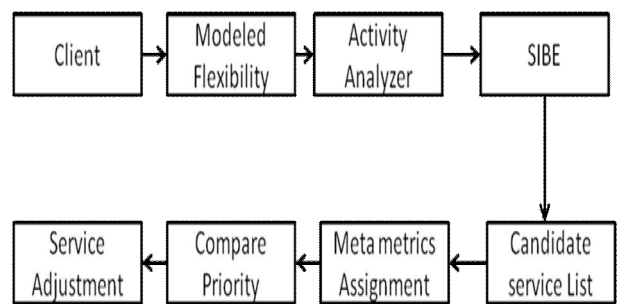 Client
Modeled
Flexibility
Activity
Analyzer
SIBE
Service
Adjustment
Compare
Priority
Meta metrics
Assignment
Candidate
service List